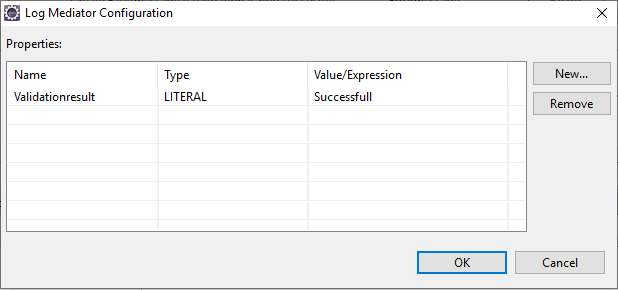 Log Mediator Configuration
Properties:
Name Type Value/Expression
Validationresult LITERAL Successfull
New...
Remove
OK Cancel